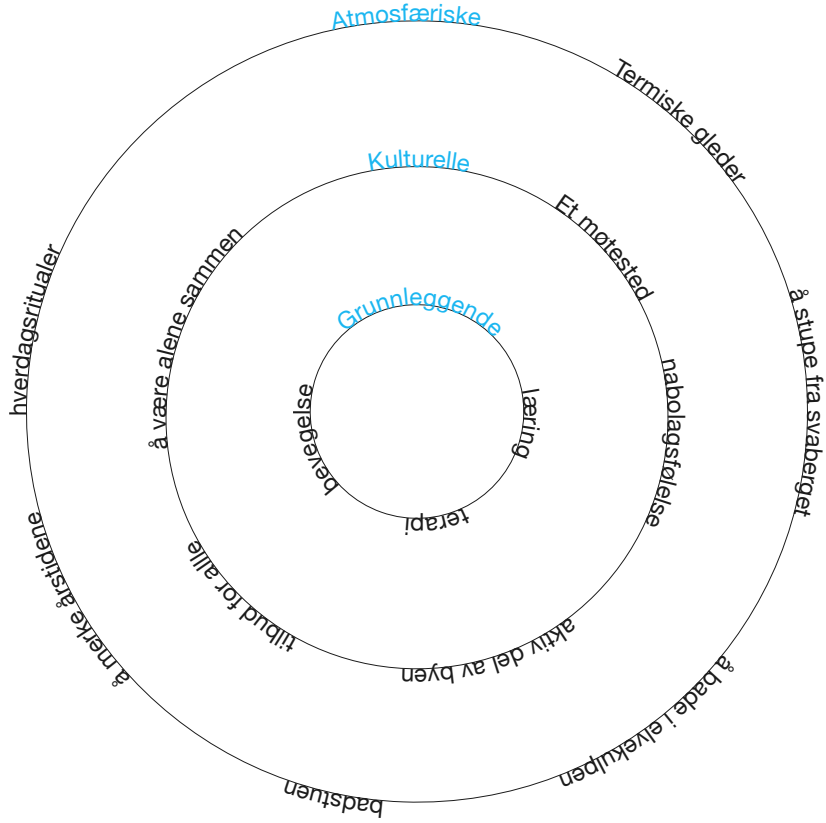 Atmosfæriske
Termiske gleder
å stupe fra svaberget
å bade i elvekulpen
badstuen
å merke årstidene
hverdagsritualer
Kulturelle
Et møtested
nabolagsfølelse
aktiv del av byen
tilbud for allle
å være alene sammen
Grunnleggende
læring
terapi
bevegelse